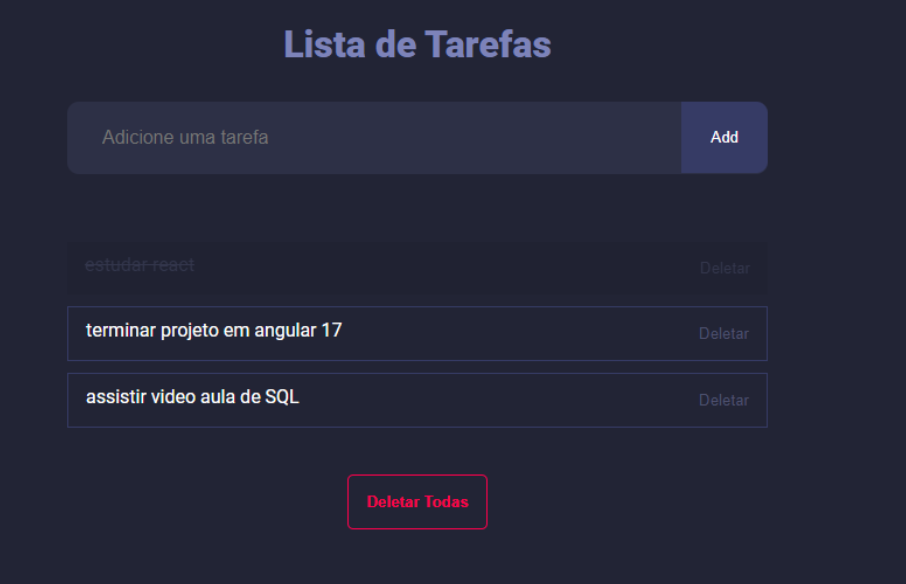 Lista de Tarefas
Adicione uma tarefa
Add
estudar react
Deletar
terminar projeto em angular 17
Deletar
assistir video aula de SQL
Deletar
Deletar Todas